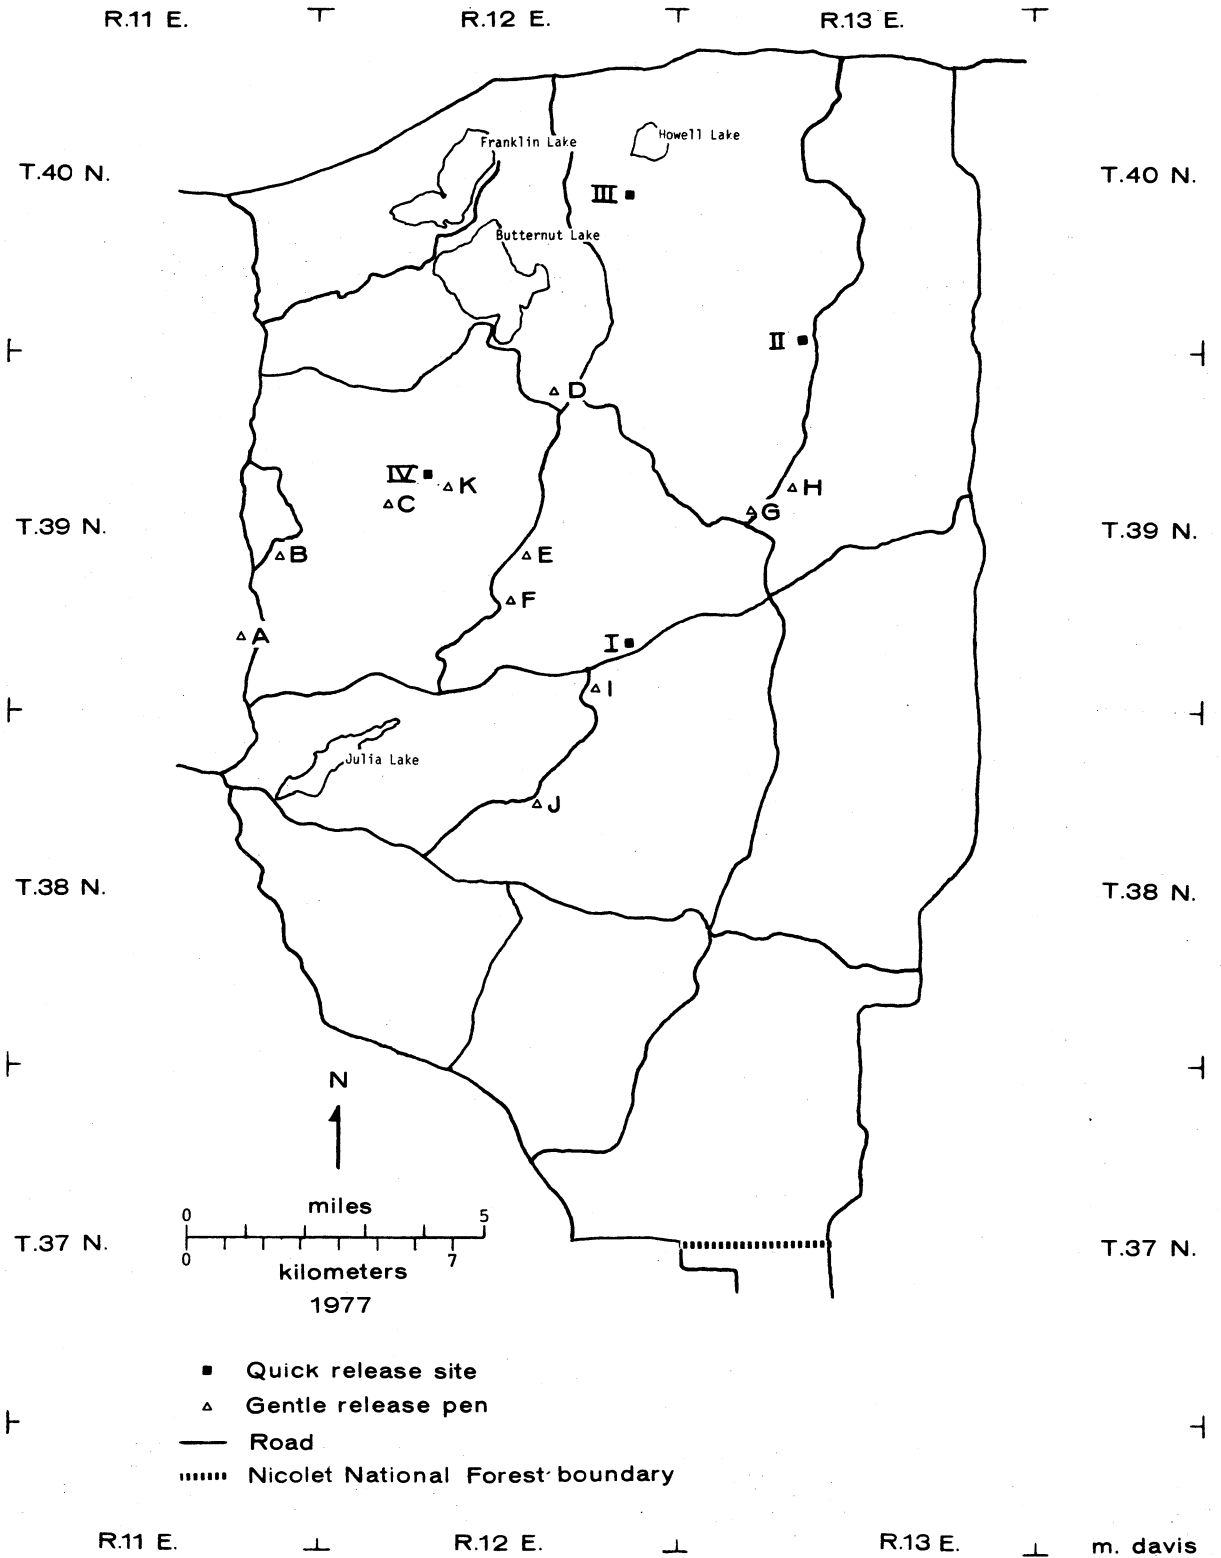 R.11 E. R.12 E. R.13 E.
Franklin Lake
Howell Lake
T.40 N. T.40 N.
III
Butternut Lake
II
D
IV
K
H
C
G
T.39 N. T.39 N.
B
E
F
A
I
I
Julia Lake
J
T.38 N. T.38 N.
N
miles
0 5
T.37 N. T.37 N.
0 7
kilometers
1977
Quick release site
Gentle release pen
Road
Nicolet National Forest boundary
R.11 E. R.12 E. R.13 E.
m. davis